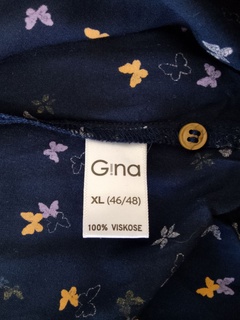 Gina
XL (46/48)
100% VISKOSE